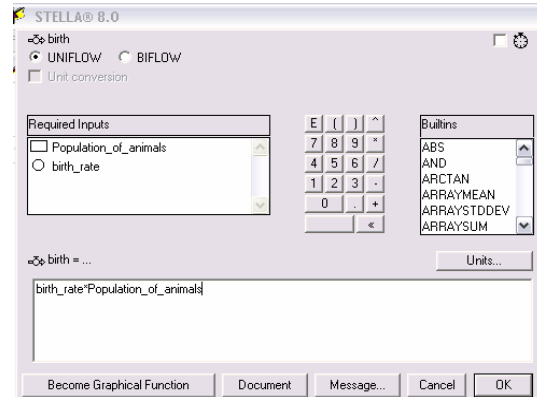 STELLA® 8.0
birth
UNIFLOW BIFLOW
Unit conversion
Required Inputs
Population_of_animals
birth_rate
E ( ) ^
7 8 9 *
4 5 6 /
1 2 3 -
0 . +
«
Builtins
ABS
AND
ARCTAN
ARRAYMEAN
ARRAYSTDDEV
ARRAYSUM
birth = ...
Units...
birth_rate*Population_of_animals
Become Graphical Function Document Message... Cancel OK